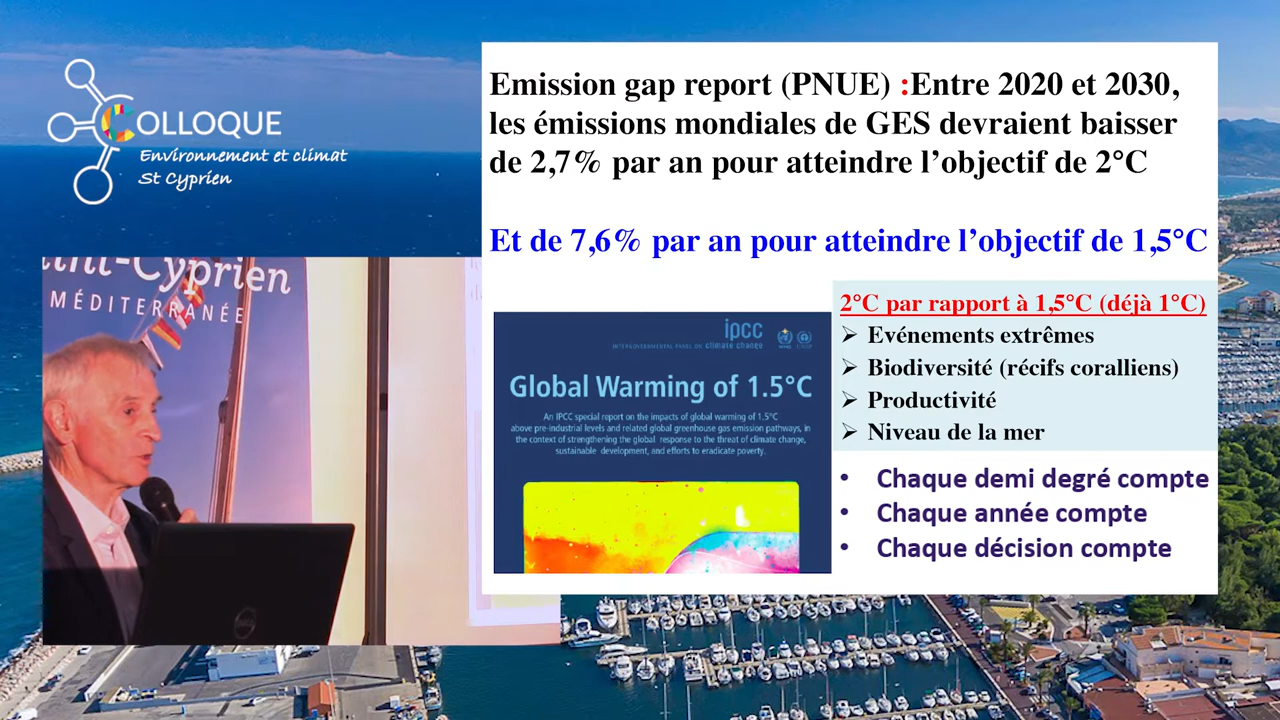 COLLOQUE
Environnement et climat
St Cyprien
Cyprien
MÉDITERRANÉE
Emission gap report (PNUE) :Entre 2020 et 2030,
les émissions mondiales de GES devraient baisser
de 2,7% par an pour atteindre l’objectif de 2°C
Et de 7,6% par an pour atteindre l’objectif de 1,5°C
ipcc
INTERGOVERNMENTAL PANEL ON climate change
Global Warming of 1.5°C
An IPCC special report on the impacts of global warming of 1.5°C
above pre-industrial levels and related global greenhouse gas emission pathways, in
the context of strengthening the global response to the threat of climate change,
sustainable development, and efforts to eradicate poverty.
2°C par rapport à 1,5°C (déjà 1°C)
➢ Evénements extrêmes
➢ Biodiversité (récifs coralliens)
➢ Productivité
➢ Niveau de la mer
• Chaque demi degré compte
• Chaque année compte
• Chaque décision compte
DELL